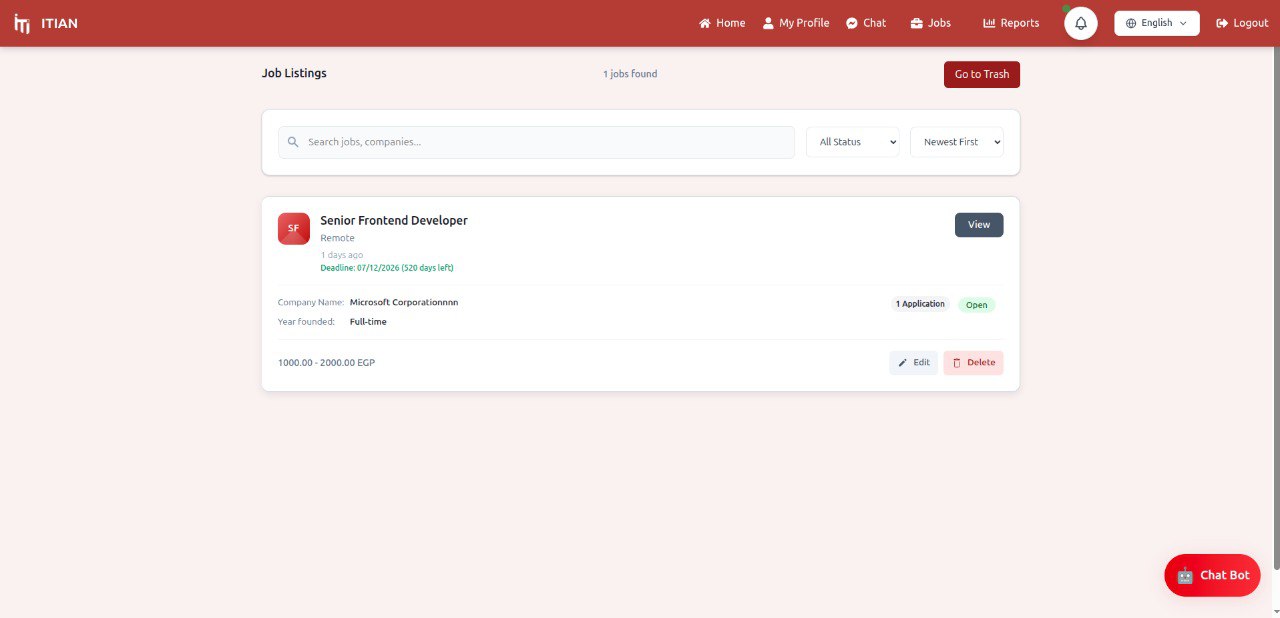 ITIAN
Home
My Profile
Chat
Jobs
Reports
English
Logout
Job Listings
1 jobs found
Go to Trash
Search jobs, companies...
All Status
Newest First
SF
Senior Frontend Developer
View
Remote
1 days ago
Deadline: 07/12/2026 (520 days left)
Company Name: Microsoft Corporationnnn
1 Application
Open
Year founded: Full-time
1000.00 - 2000.00 EGP
Edit
Delete
Chat Bot